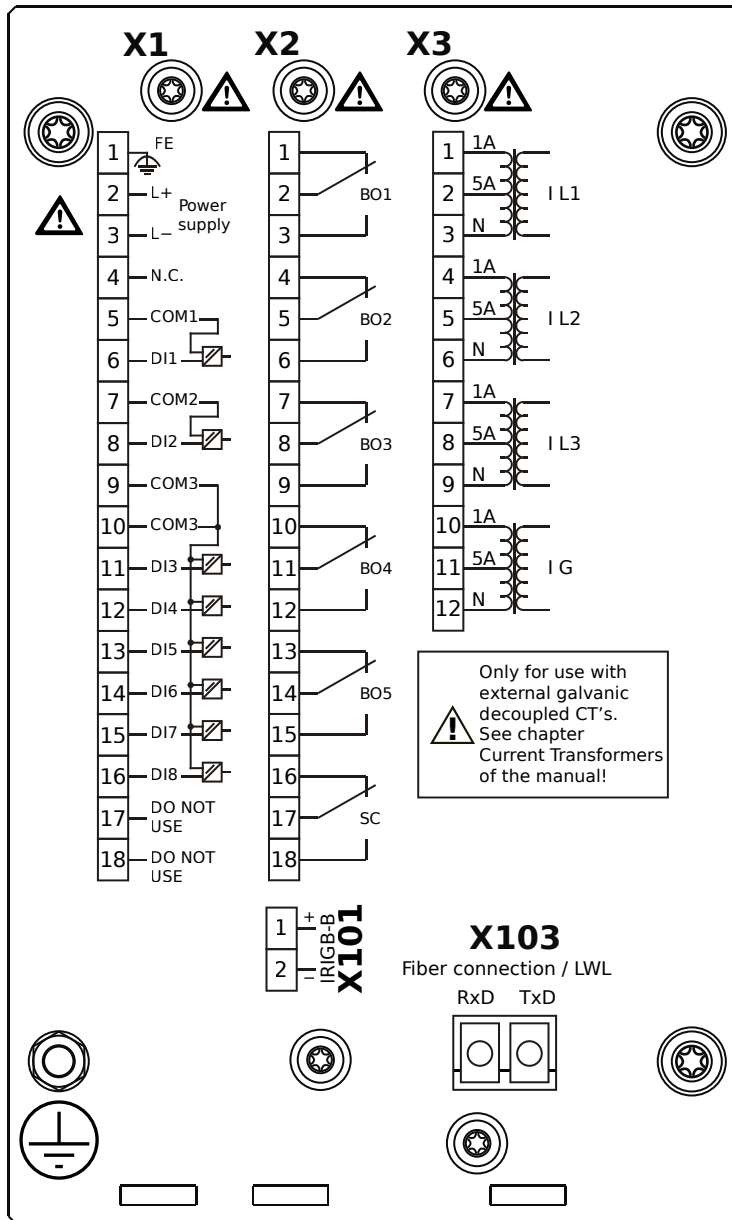 X1
X2
X3
1 FE
2 L+
3 L−
Power
supply
4 N.C.
5 COM1
6 DI1
7 COM2
8 DI2
9 COM3
10 COM3
11 DI3
12 DI4
13 DI5
14 DI6
15 DI7
16 DI8
17 DO NOT
USE
18 DO NOT
USE
1
2 BO1
3
4
5 BO2
6
7
8 BO3
9
10
11 BO4
12
13
14 BO5
15
16
17 SC
18
1 1A
2 5A I L1
3 N
4 1A
5 5A I L2
6 N
7 1A
8 5A I L3
9 N
10 1A
11 5A I G
12 N
Only for use with
external galvanic
decoupled CT's.
See chapter
Current Transformers
of the manual!
1 +
2 −
IRIGB-B
X101
X103
Fiber connection / LWL
RxD TxD